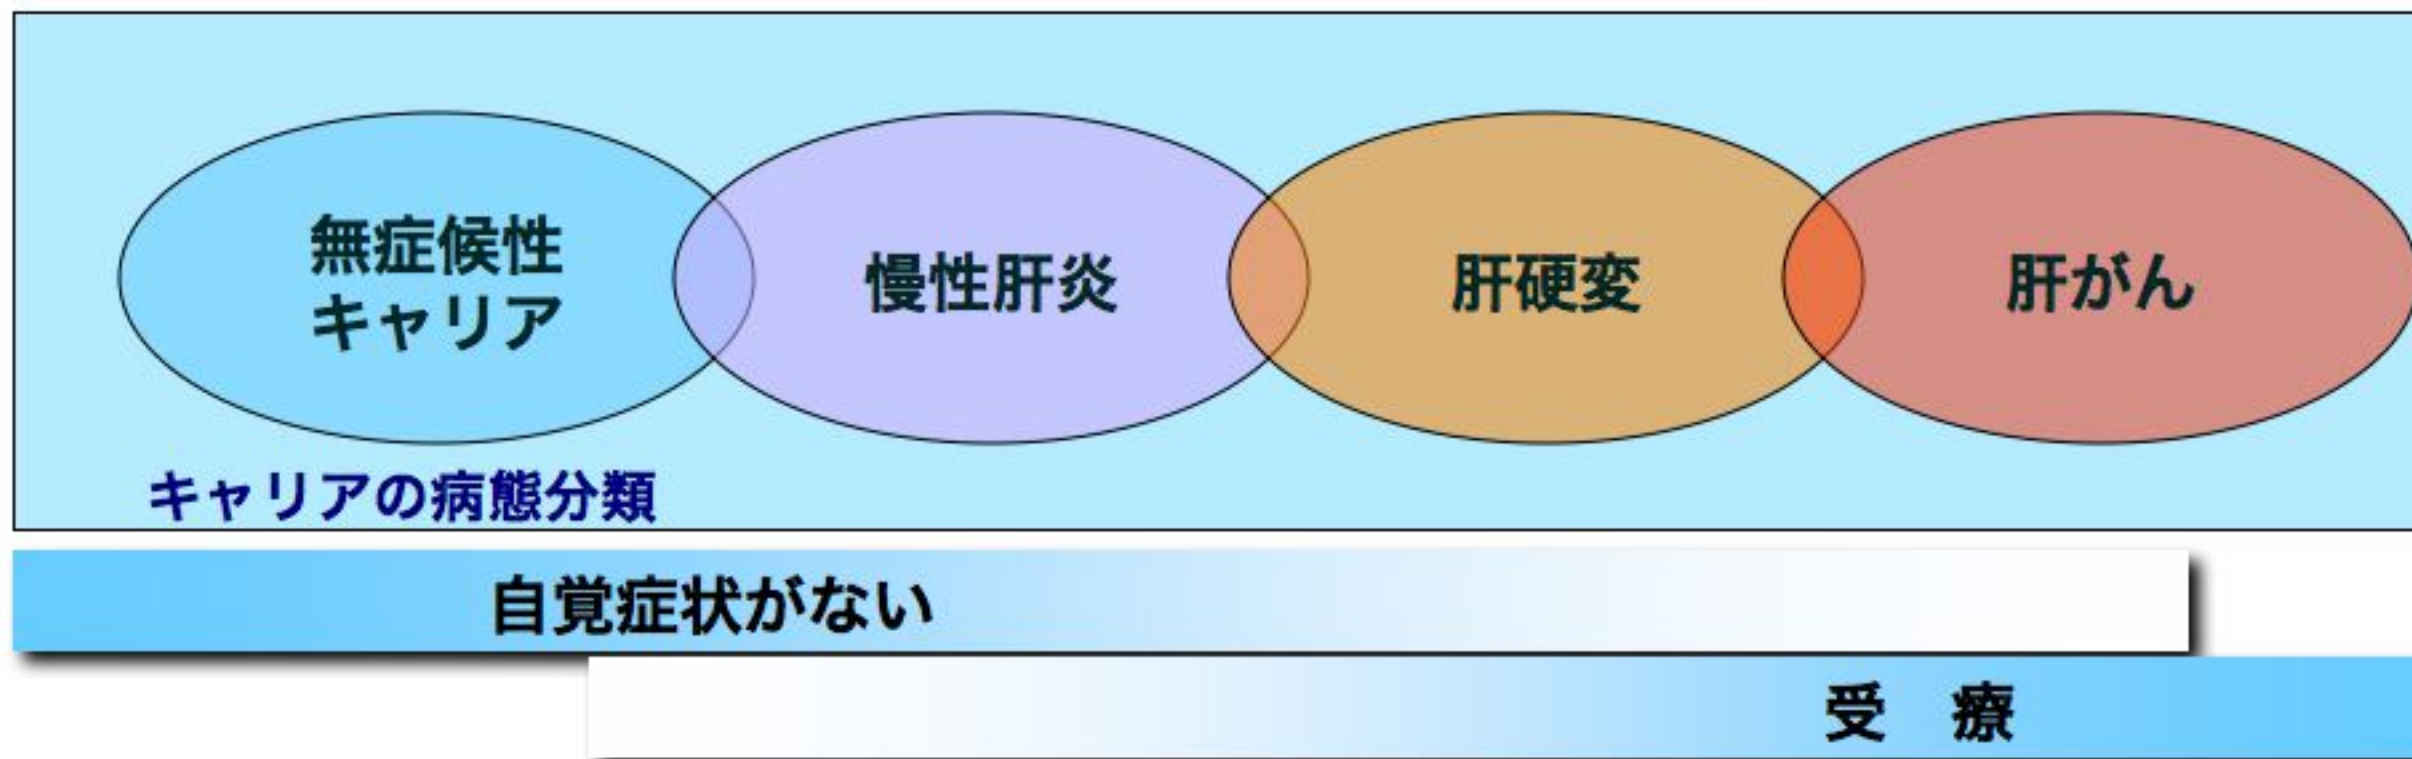 無症候性
キャリア
慢性肝炎
肝硬変
肝がん
キャリアの病態分類
自覚症状がない
受　療